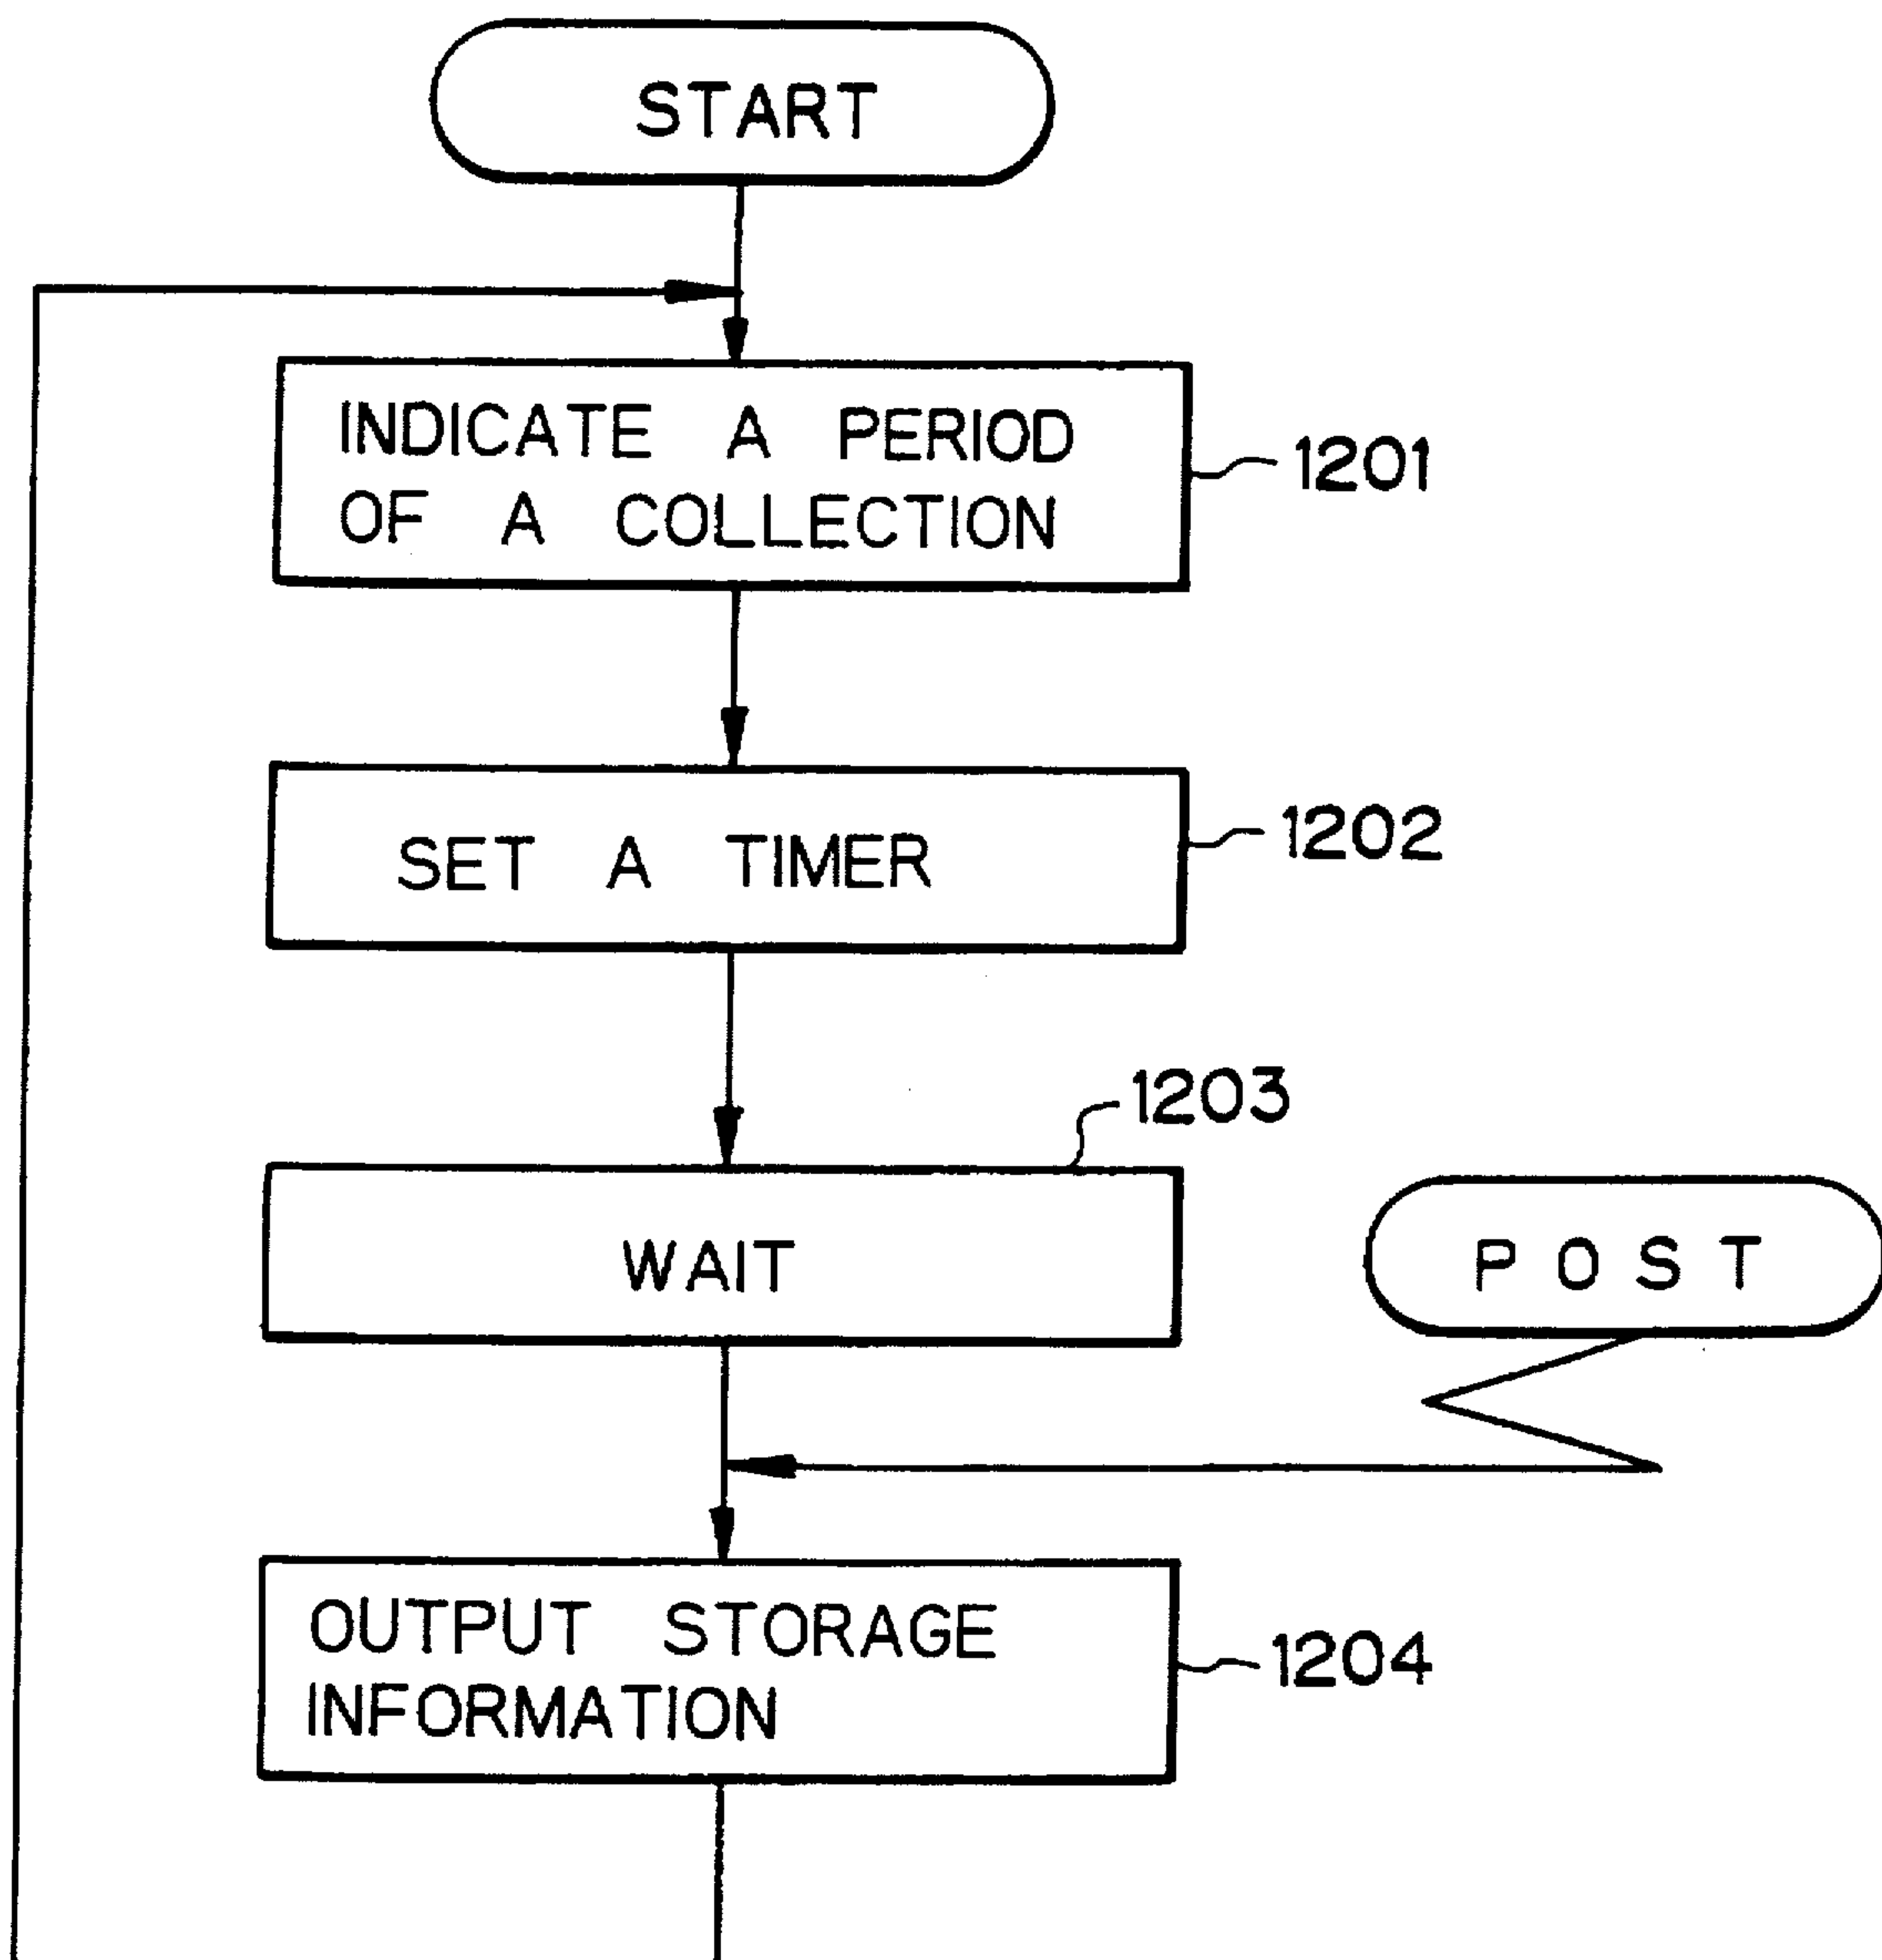 START
INDICATE A PERIOD
OF A COLLECTION
1201
SET A TIMER
1202
1203
WAIT
POST
OUTPUT STORAGE
INFORMATION
1204